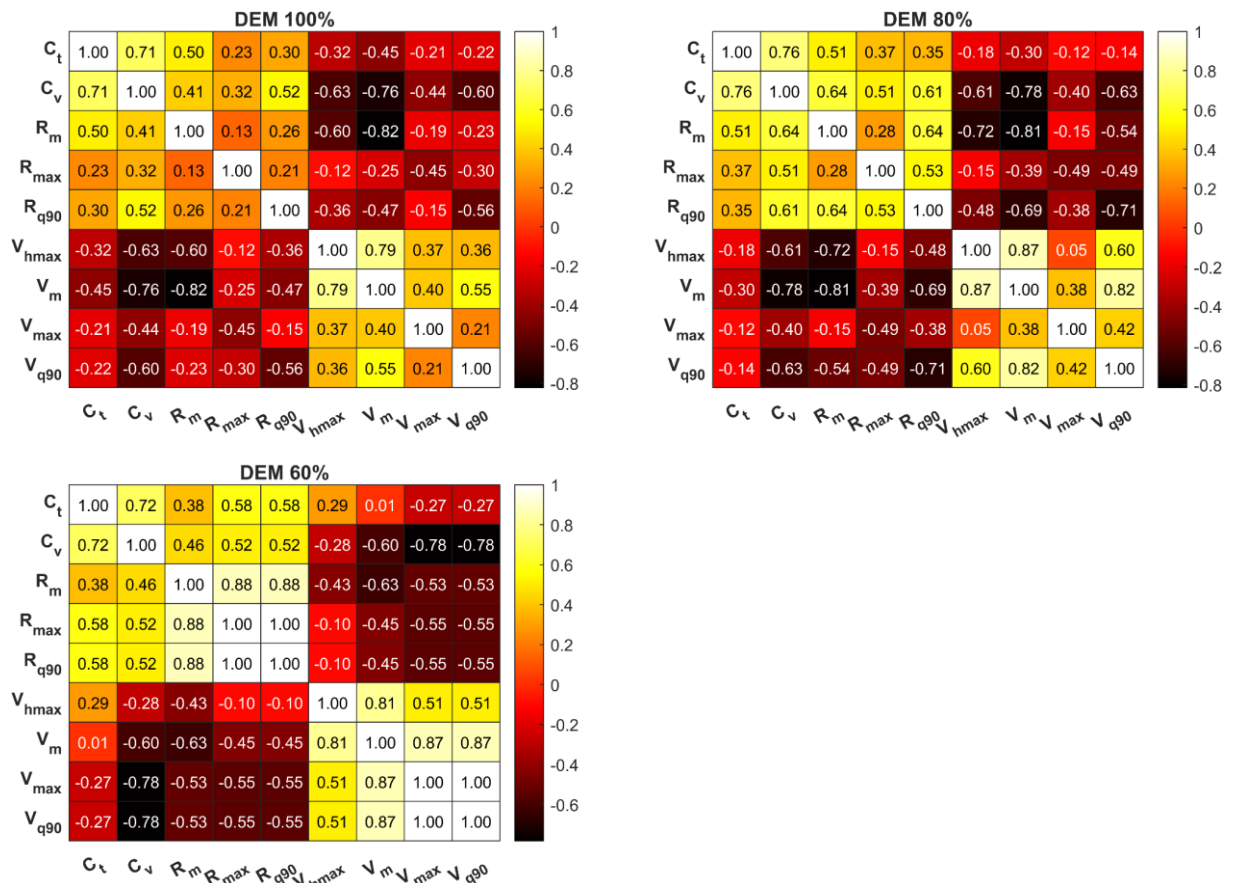 DEM 100%
C_t 1.00 0.71 0.50 0.23 0.30 -0.32 -0.45 -0.21 -0.22
C_v 0.71 1.00 0.41 0.32 0.52 -0.63 -0.76 -0.44 -0.60
R_m 0.50 0.41 1.00 0.13 0.26 -0.60 -0.82 -0.19 -0.23
R_max 0.23 0.32 0.13 1.00 0.21 -0.12 -0.25 -0.45 -0.30
R_q90 0.30 0.52 0.26 0.21 1.00 -0.36 -0.47 -0.15 -0.56
V_hmax -0.32 -0.63 -0.60 -0.12 -0.36 1.00 0.79 0.37 0.36
V_m -0.45 -0.76 -0.82 -0.25 -0.47 0.79 1.00 0.40 0.55
V_max -0.21 -0.44 -0.19 -0.45 -0.15 0.37 0.40 1.00 0.21
V_q90 -0.22 -0.60 -0.23 -0.30 -0.56 0.36 0.55 0.21 1.00
C_t C_v R_m R_max R_q90 V_hmax V_m V_max V_q90
1
0.8
0.6
0.4
0.2
0
-0.2
-0.4
-0.6
-0.8
DEM 80%
C_t 1.00 0.76 0.51 0.37 0.35 -0.18 -0.30 -0.12 -0.14
C_v 0.76 1.00 0.64 0.51 0.61 -0.61 -0.78 -0.40 -0.63
R_m 0.51 0.64 1.00 0.28 0.64 -0.72 -0.81 -0.15 -0.54
R_max 0.37 0.51 0.28 1.00 0.53 -0.15 -0.39 -0.49 -0.49
R_q90 0.35 0.61 0.64 0.53 1.00 -0.48 -0.69 -0.38 -0.71
V_hmax -0.18 -0.61 -0.72 -0.15 -0.48 1.00 0.87 0.05 0.60
V_m -0.30 -0.78 -0.81 -0.39 -0.69 0.87 1.00 0.38 0.82
V_max -0.12 -0.40 -0.15 -0.49 -0.38 0.05 0.38 1.00 0.42
V_q90 -0.14 -0.63 -0.54 -0.49 -0.71 0.60 0.82 0.42 1.00
C_t C_v R_m R_max R_q90 V_hmax V_m V_max V_q90
1
0.8
0.6
0.4
0.2
0
-0.2
-0.4
-0.6
-0.8
DEM 60%
C_t 1.00 0.72 0.38 0.58 0.58 0.29 0.01 -0.27 -0.27
C_v 0.72 1.00 0.46 0.52 0.52 -0.28 -0.60 -0.78 -0.78
R_m 0.38 0.46 1.00 0.88 0.88 -0.43 -0.63 -0.53 -0.53
R_max 0.58 0.52 0.88 1.00 1.00 -0.10 -0.45 -0.55 -0.55
R_q90 0.58 0.52 0.88 1.00 1.00 -0.10 -0.45 -0.55 -0.55
V_hmax 0.29 -0.28 -0.43 -0.10 -0.10 1.00 0.81 0.51 0.51
V_m 0.01 -0.60 -0.63 -0.45 -0.45 0.81 1.00 0.87 0.87
V_max -0.27 -0.78 -0.53 -0.55 -0.55 0.51 0.87 1.00 1.00
V_q90 -0.27 -0.78 -0.53 -0.55 -0.55 0.51 0.87 1.00 1.00
C_t C_v R_m R_max R_q90 V_hmax V_m V_max V_q90
1
0.8
0.6
0.4
0.2
0
-0.2
-0.4
-0.6